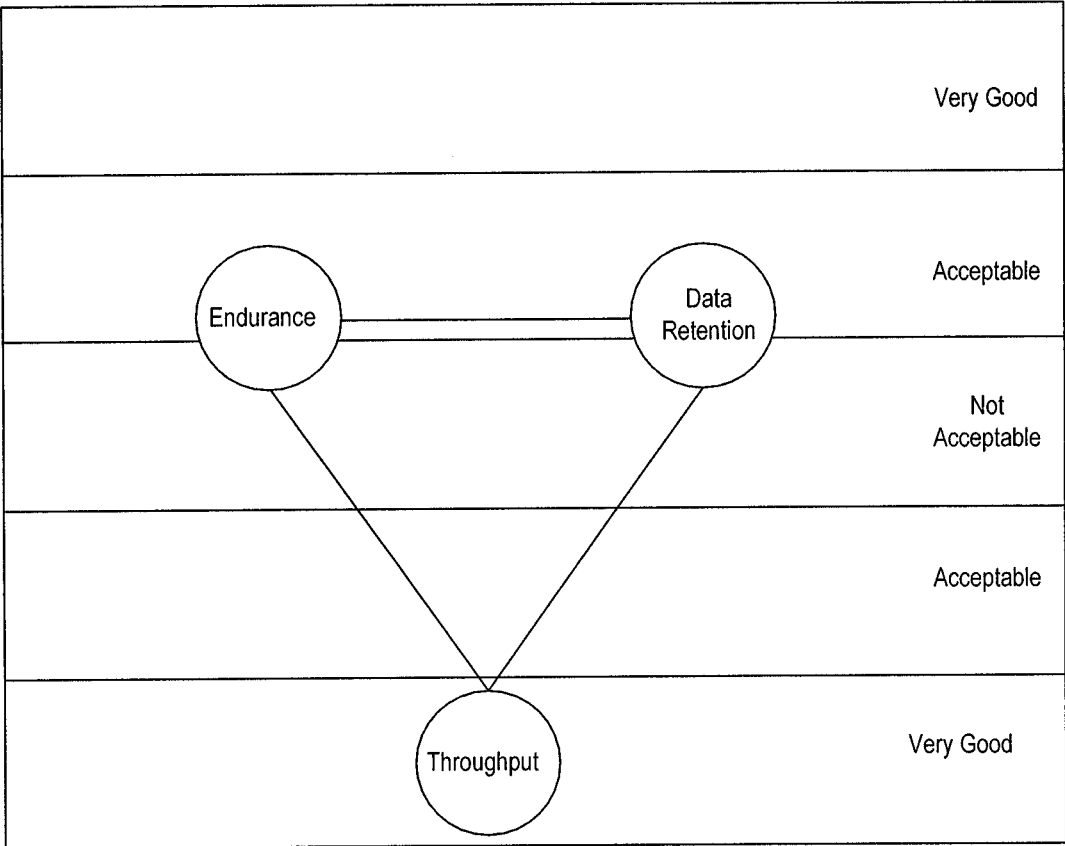 Very Good
Acceptable
Endurance
Data
Retention
Not
Acceptable
Acceptable
Very Good
Throughput